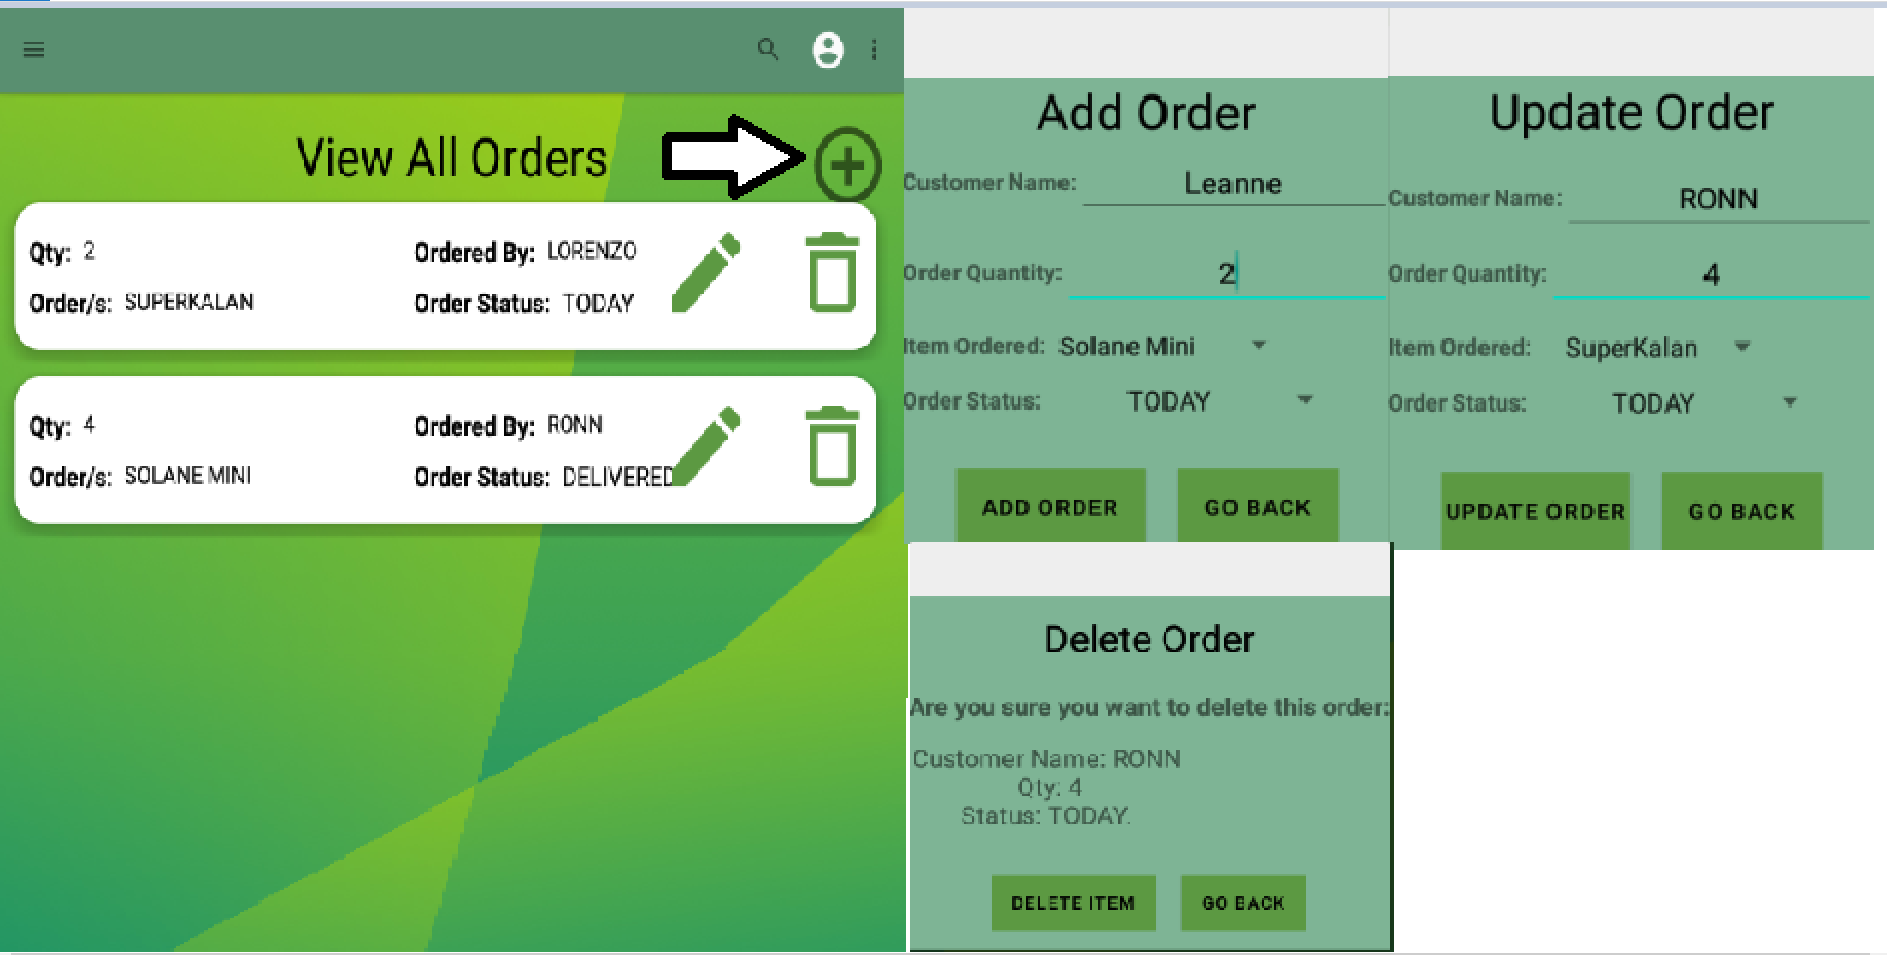 View All Orders
Qty: 2
Ordered By: LORENZO
Order/s: SUPERKALAN
Order Status: TODAY
Qty: 4
Ordered By: RONN
Order/s: SOLANE MINI
Order Status: DELIVERED
Add Order
Customer Name: Leanne
Order Quantity: 2
Item Ordered: Solane Mini
Order Status: TODAY
ADD ORDER
GO BACK
Update Order
Customer Name: RONN
Order Quantity: 4
Item Ordered: SuperKalan
Order Status: TODAY
UPDATE ORDER
GO BACK
Delete Order
Are you sure you want to delete this order:
Customer Name: RONN
Qty: 4
Status: TODAY.
DELETE ITEM
GO BACK